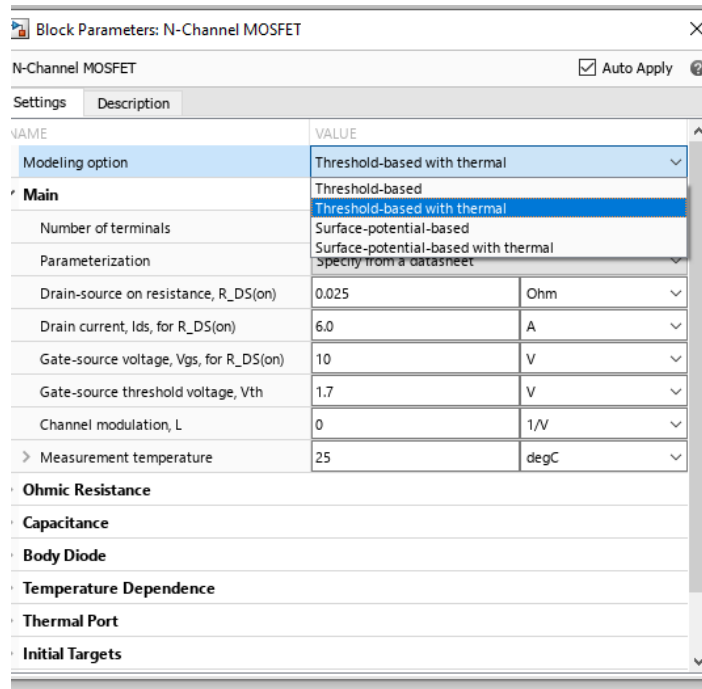 Block Parameters: N-Channel MOSFET
N-Channel MOSFET Auto Apply
Settings Description
NAME VALUE
Modeling option Threshold-based with thermal
Threshold-based
Threshold-based with thermal
Surface-potential-based
Surface-potential-based with thermal
Main
Number of terminals
Parameterization Specify from a datasheet
Drain-source on resistance, R_DS(on) 0.025 Ohm
Drain current, Ids, for R_DS(on) 6.0 A
Gate-source voltage, Vgs, for R_DS(on) 10 V
Gate-source threshold voltage, Vth 1.7 V
Channel modulation, L 0 1/V
Measurement temperature 25 degC
Ohmic Resistance
Capacitance
Body Diode
Temperature Dependence
Thermal Port
Initial Targets